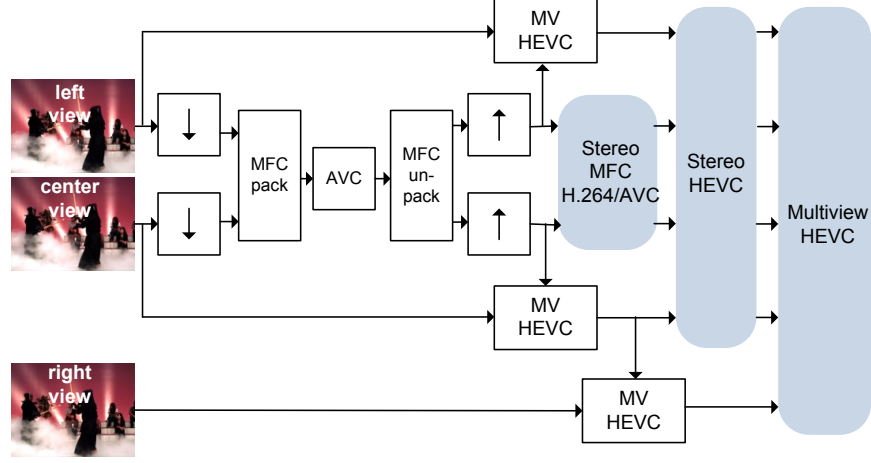 MV
HEVC
left
view
MFC
pack
AVC
MFC
un-
pack
Stereo
MFC
H.264/AVC
Stereo
HEVC
Multiview
HEVC
center
view
MV
HEVC
right
view
MV
HEVC